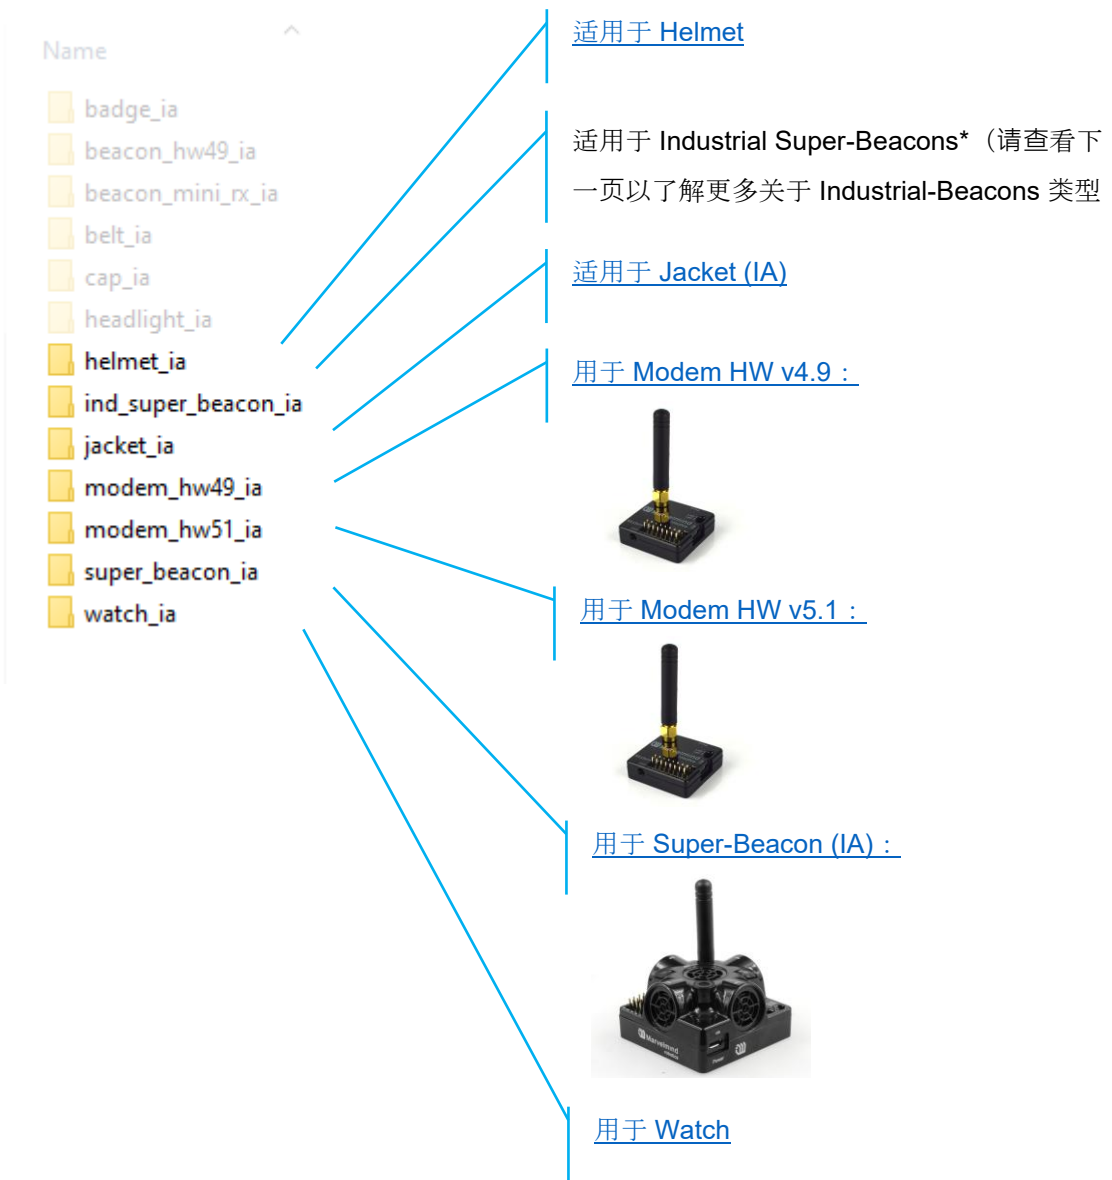 Name
badge_ia
beacon_hw49_ia
beacon_mini_rx_ia
belt_ia
cap_ia
headlight_ia
helmet_ia
ind_super_beacon_ia
jacket_ia
modem_hw49_ia
modem_hw51_ia
super_beacon_ia
watch_ia
适用于 Helmet
适用于 Industrial Super-Beacons*（请查看下
一页以了解更多关于 Industrial-Beacons 类型
适用于 Jacket (IA)
用于 Modem HW v4.9：
用于 Modem HW v5.1：
用于 Super-Beacon (IA)：
Marvelmind
Power
用于 Watch